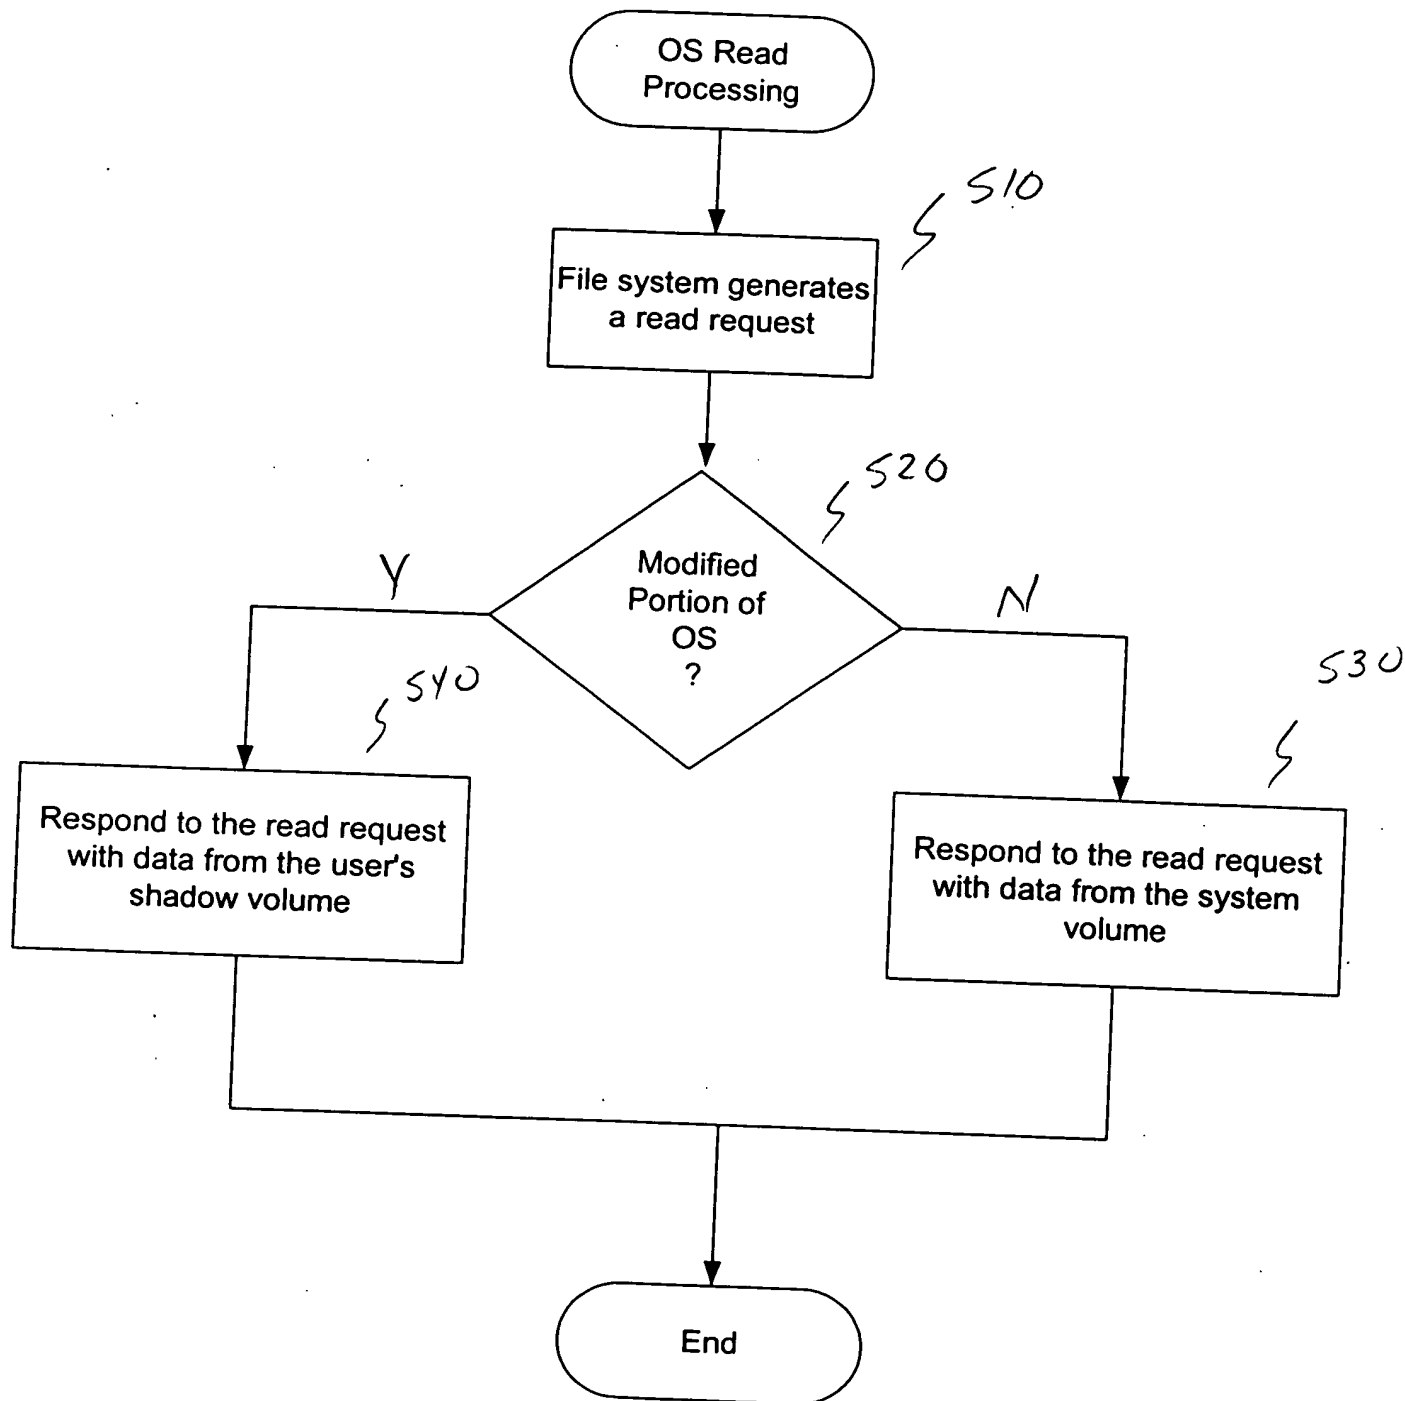 OS Read
Processing
510
File system generates
a read request
520
Modified
Portion of
OS
?
Y
N
540
530
Respond to the read request
with data from the user's
shadow volume
Respond to the read request
with data from the system
volume
End